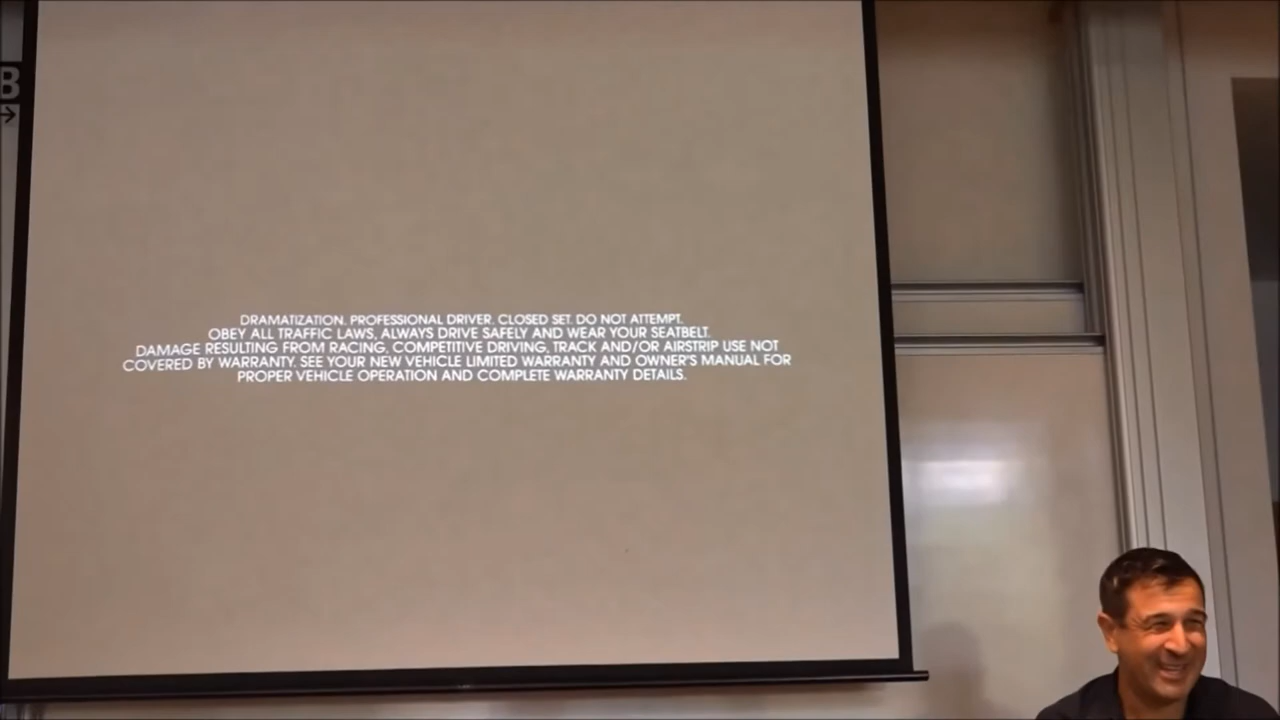 B
→
DRAMATIZATION. PROFESSIONAL DRIVER. CLOSED SET. DO NOT ATTEMPT.
OBEY ALL TRAFFIC LAWS, ALWAYS DRIVE SAFELY AND WEAR YOUR SEATBELT.
DAMAGE RESULTING FROM RACING, COMPETITIVE DRIVING, TRACK AND/OR AIRSTRIP USE NOT
COVERED BY WARRANTY. SEE YOUR NEW VEHICLE LIMITED WARRANTY AND OWNER'S MANUAL FOR
PROPER VEHICLE OPERATION AND COMPLETE WARRANTY DETAILS.